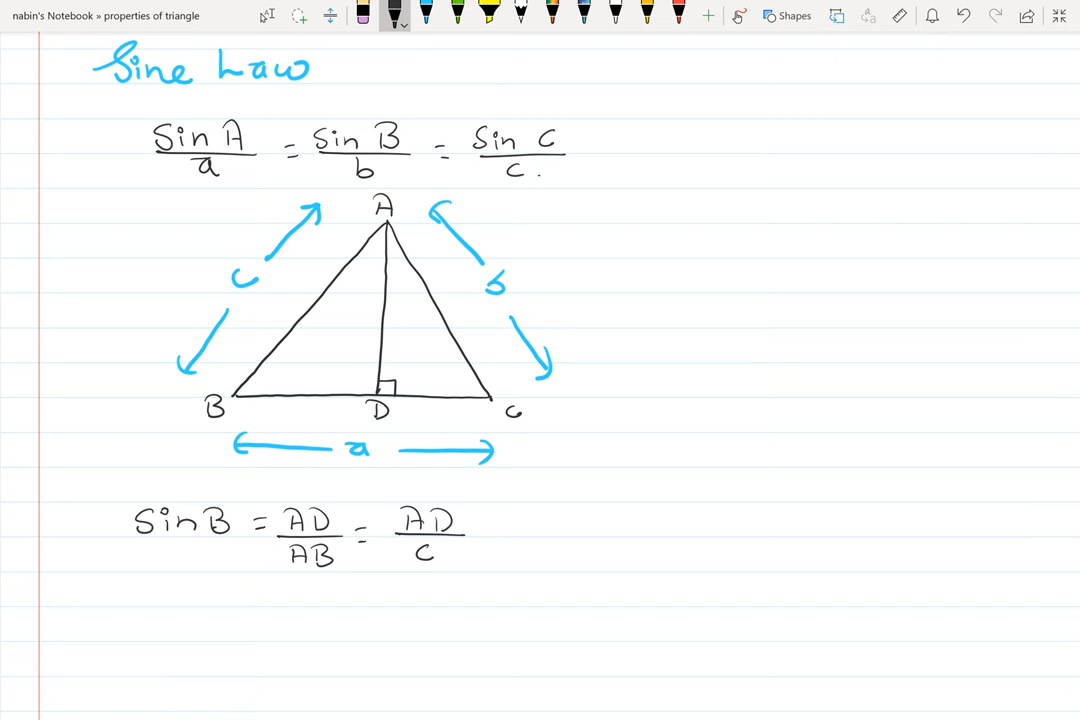 nabin's Notebook » properties of triangle
Shapes
Sine Law
Sin A / a = Sin B / b = Sin C / c .
A
c
b
B
D
C
a
Sin B = AD / AB = AD / c